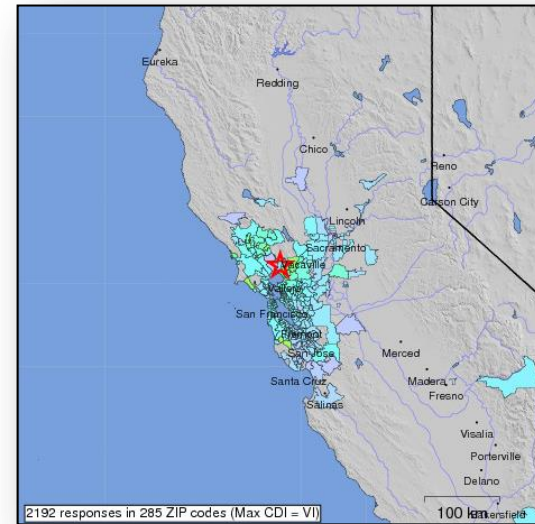 Eureka
Redding
Chico
Reno
Carson City
Lincoln
Sacramento
Vacaville
Vallejo
San Francisco
Fremont
San Jose
Merced
Santa Cruz
Madera
Fresno
Salinas
Visalia
Porterville
Delano
100 km
2192 responses in 285 ZIP codes (Max CDI = VI)